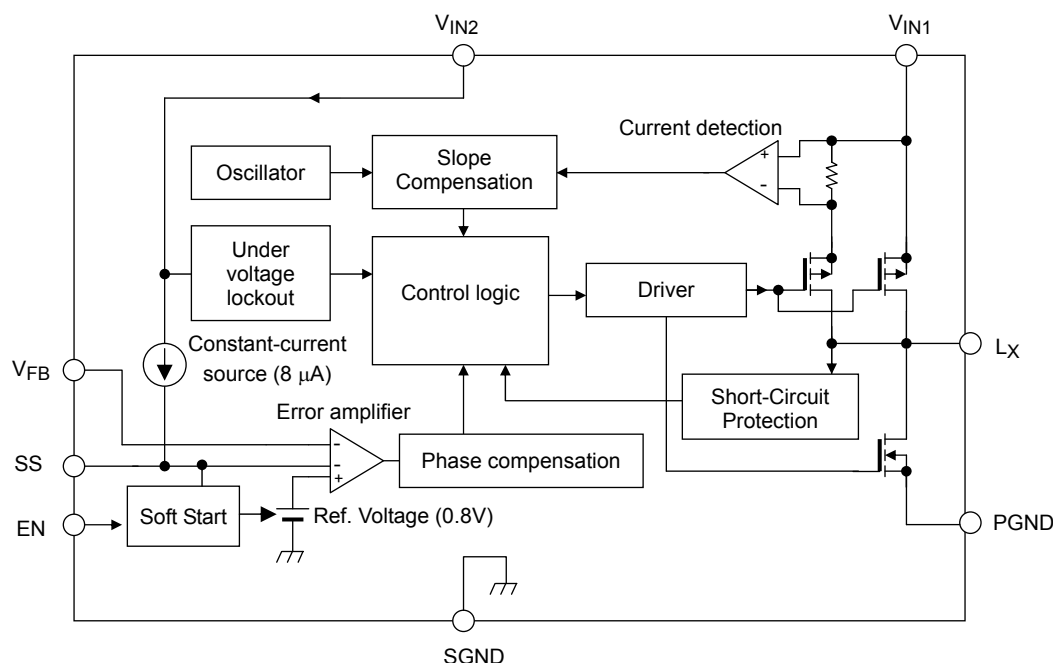 VIN2
VIN1
Current detection
+
-
Oscillator
Slope
Compensation
Under
voltage
lockout
Control logic
Driver
Constant-current
source (8 μA)
VFB
LX
Short-Circuit
Protection
Error amplifier
-
-
+
Phase compensation
SS
Soft Start
EN
Ref. Voltage (0.8V)
PGND
SGND